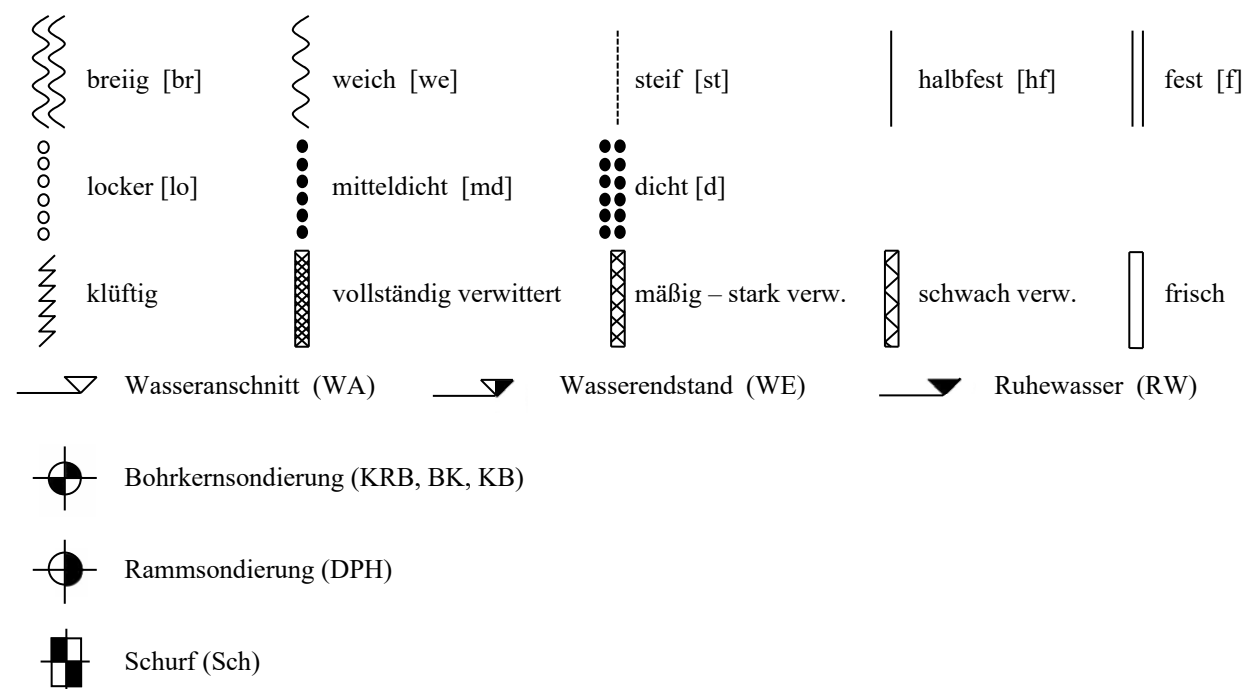 breiig [br] weich [we] steif [st] halbfest [hf] fest [f]
locker [lo] mitteldicht [md] dicht [d]
klüftig vollständig verwittert mäßig – stark verw. schwach verw. frisch
Wasseranschnitt (WA) Wasserendstand (WE) Ruhewasser (RW)
Bohrkernsondierung (KRB, BK, KB)
Rammsondierung (DPH)
Schurf (Sch)